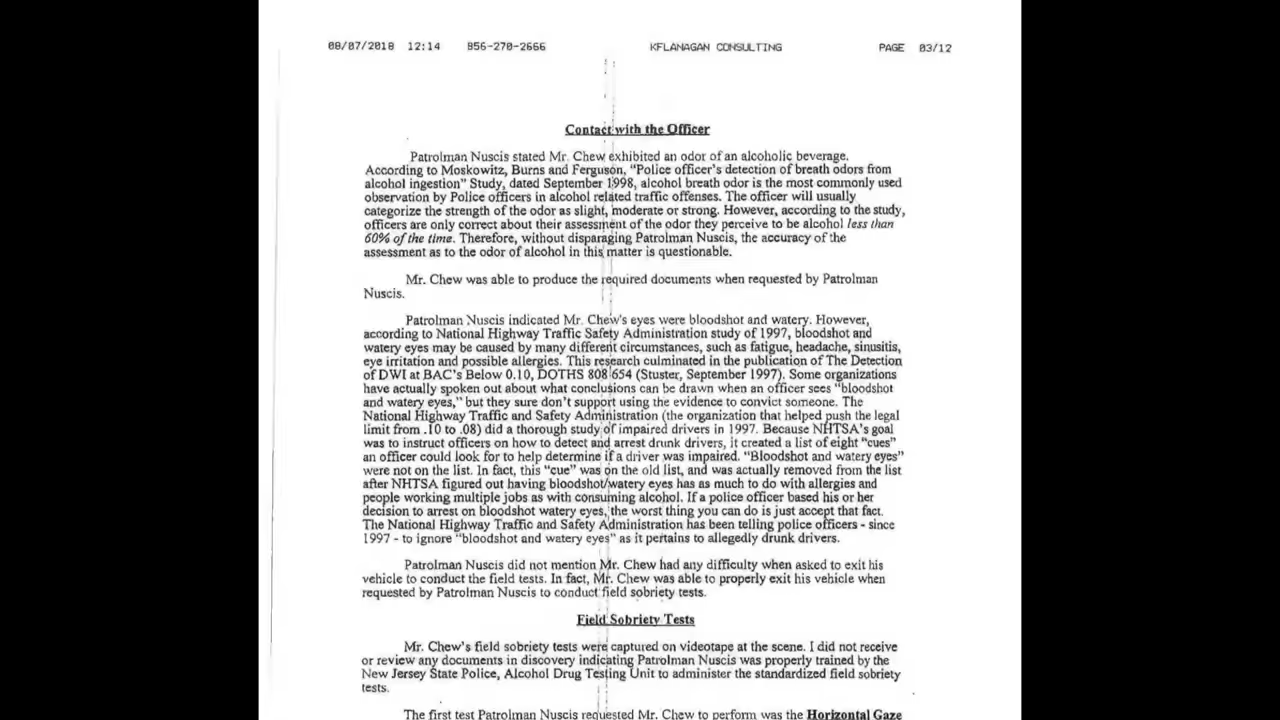 08/07/2018 12:14 856-270-2666 KFLANAGAN CONSULTING PAGE 03/12
Contact with the Officer
Patrolman Nuscis stated Mr. Chew exhibited an odor of an alcoholic beverage.
According to Moskowitz, Burns and Ferguson, “Police officer's detection of breath odors from
alcohol ingestion” Study, dated September 1998, alcohol breath odor is the most commonly used
observation by Police officers in alcohol related traffic offenses. The officer will usually
categorize the strength of the odor as slight, moderate or strong. However, according to the study,
officers are only correct about their assessment of the odor they perceive to be alcohol less than
60% of the time. Therefore, without disparaging Patrolman Nuscis, the accuracy of the
assessment as to the odor of alcohol in this matter is questionable.
Mr. Chew was able to produce the required documents when requested by Patrolman
Nuscis.
Patrolman Nuscis indicated Mr. Chew's eyes were bloodshot and watery. However,
according to National Highway Traffic Safety Administration study of 1997, bloodshot and
watery eyes may be caused by many different circumstances, such as fatigue, headache, sinusitis,
eye irritation and possible allergies. This research culminated in the publication of The Detection
of DWI at BAC's Below 0.10, DOTHS 808 654 (Stuster, September 1997). Some organizations
have actually spoken out about what conclusions can be drawn when an officer sees “bloodshot
and watery eyes,” but they sure don't support using the evidence to convict someone. The
National Highway Traffic and Safety Administration (the organization that helped push the legal
limit from .10 to .08) did a thorough study of impaired drivers in 1997. Because NHTSA's goal
was to instruct officers on how to detect and arrest drunk drivers, it created a list of eight “cues”
an officer could look for to help determine if a driver was impaired. “Bloodshot and watery eyes”
were not on the list. In fact, this “cue” was on the old list, and was actually removed from the list
after NHTSA figured out having bloodshot/watery eyes has as much to do with allergies and
people working multiple jobs as with consuming alcohol. If a police officer based his or her
decision to arrest on bloodshot watery eyes, the worst thing you can do is just accept that fact.
The National Highway Traffic and Safety Administration has been telling police officers - since
1997 - to ignore “bloodshot and watery eyes” as it pertains to allegedly drunk drivers.
Patrolman Nuscis did not mention Mr. Chew had any difficulty when asked to exit his
vehicle to conduct the field tests. In fact, Mr. Chew was able to properly exit his vehicle when
requested by Patrolman Nuscis to conduct field sobriety tests.
Field Sobriety Tests
Mr. Chew's field sobriety tests were captured on videotape at the scene. I did not receive
or review any documents in discovery indicating Patrolman Nuscis was properly trained by the
New Jersey State Police, Alcohol Drug Testing Unit to administer the standardized field sobriety
tests.
The first test Patrolman Nuscis requested Mr. Chew to perform was the Horizontal Gaze